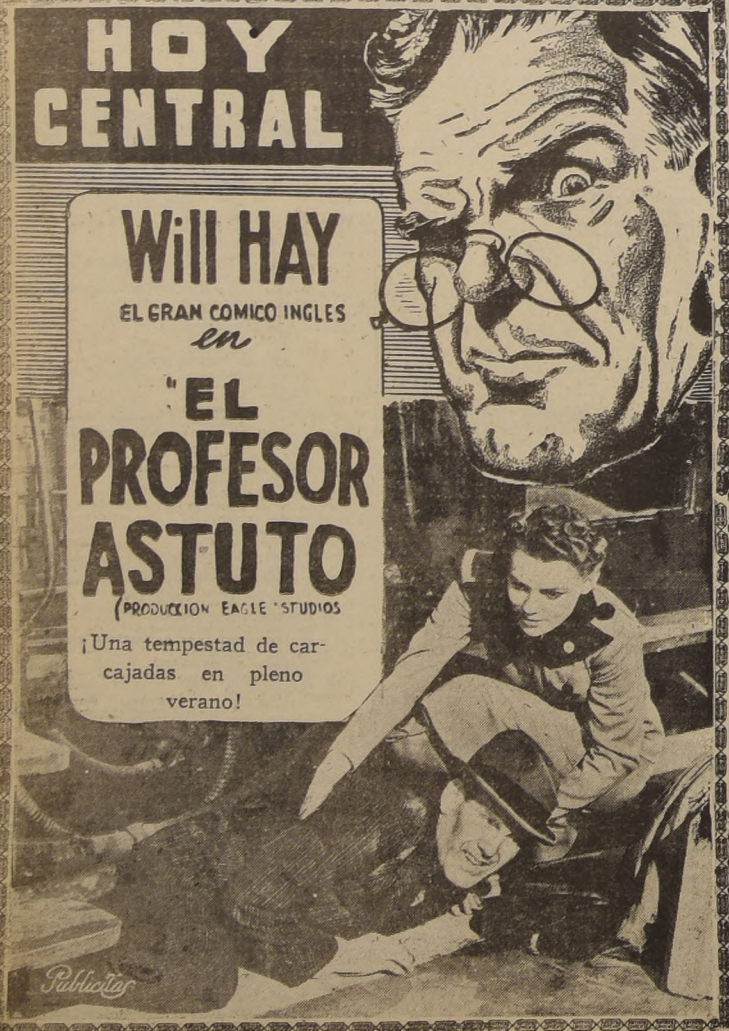 HOY
CENTRAL
Will HAY
EL GRAN COMICO INGLES
en
"EL
PROFESOR
ASTUTO
(PRODUCCION EAGLE STUDIOS
¡Una tempestad de car-
cajadas en pleno
verano!
Publicitas